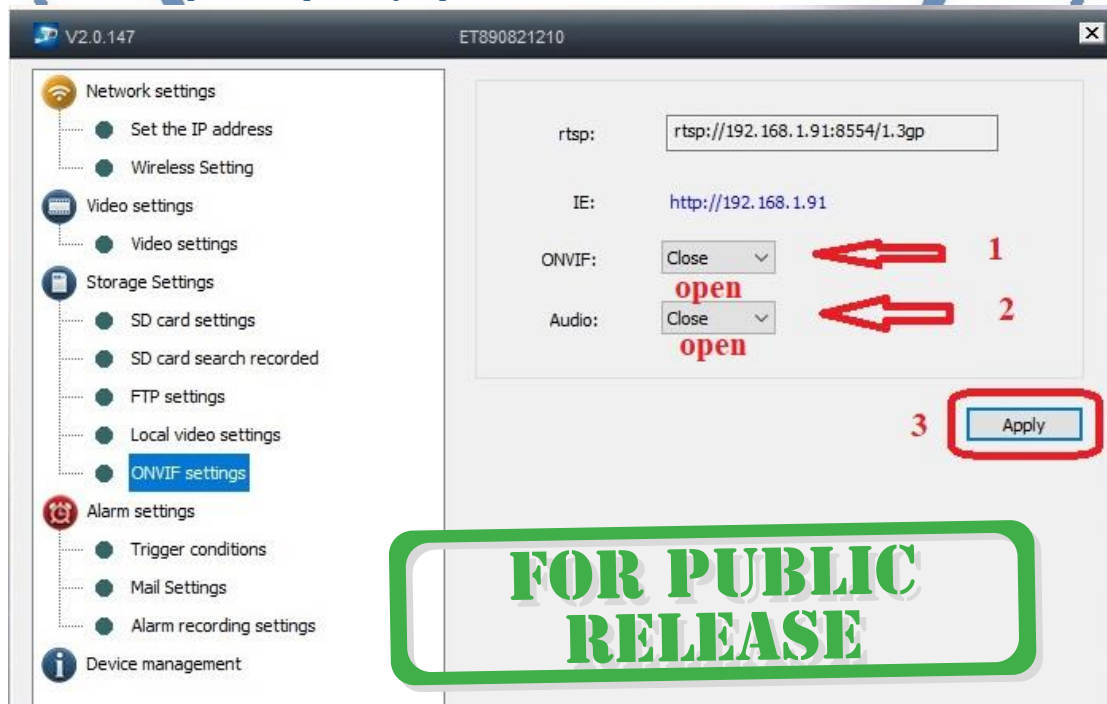 V2.0.147 ET890821210
Network settings
Set the IP address
Wireless Setting
Video settings
Video settings
Storage Settings
SD card settings
SD card search recorded
FTP settings
Local video settings
ONVIF settings
Alarm settings
Trigger conditions
Mail Settings
Alarm recording settings
Device management
rtsp: rtsp://192.168.1.91:8554/1.3gp
IE: http://192.168.1.91
ONVIF: Close 1
open
Audio: Close 2
open
3 Apply
FOR PUBLIC
RELEASE